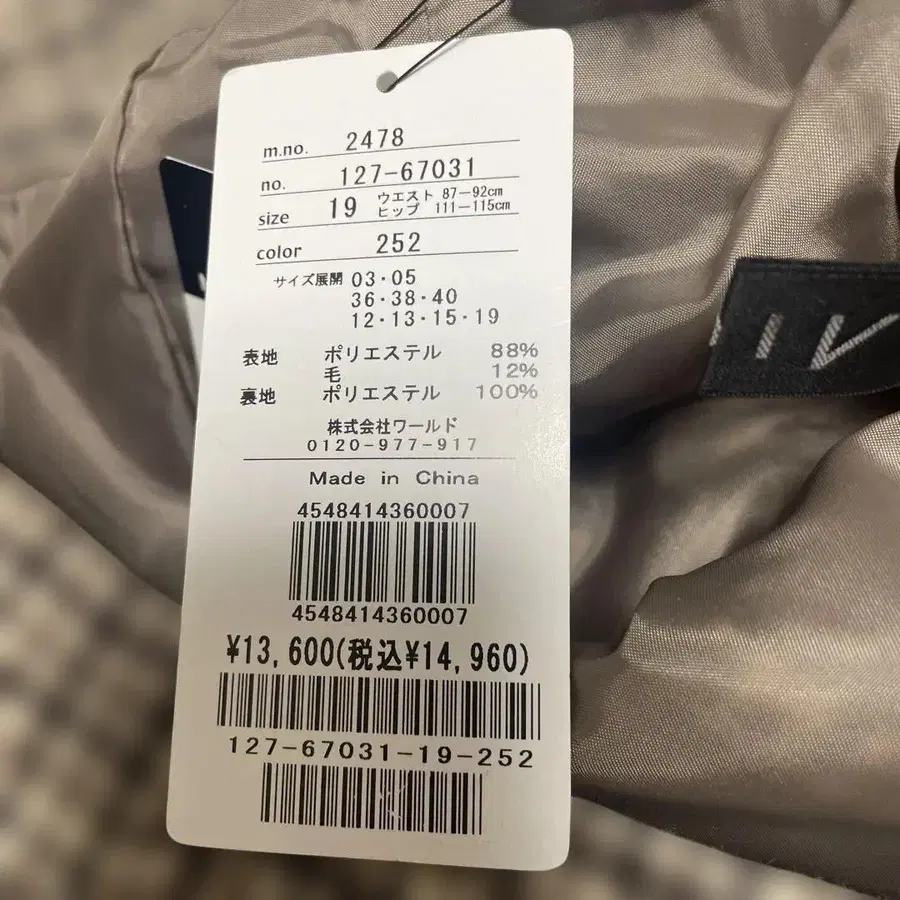 m.no. 2478
no. 127-67031
size 19 ウエスト 87-92cm
ヒップ 111-115cm
color 252
サイズ展開 03・05
36・38・40
12・13・15・19
表地 ポリエステル 88%
毛 12%
裏地 ポリエステル 100%
株式会社ワールド
0120-977-917
Made in China
4548414360007
4548414360007
¥13,600(税込¥14,960)
127-67031-19-252